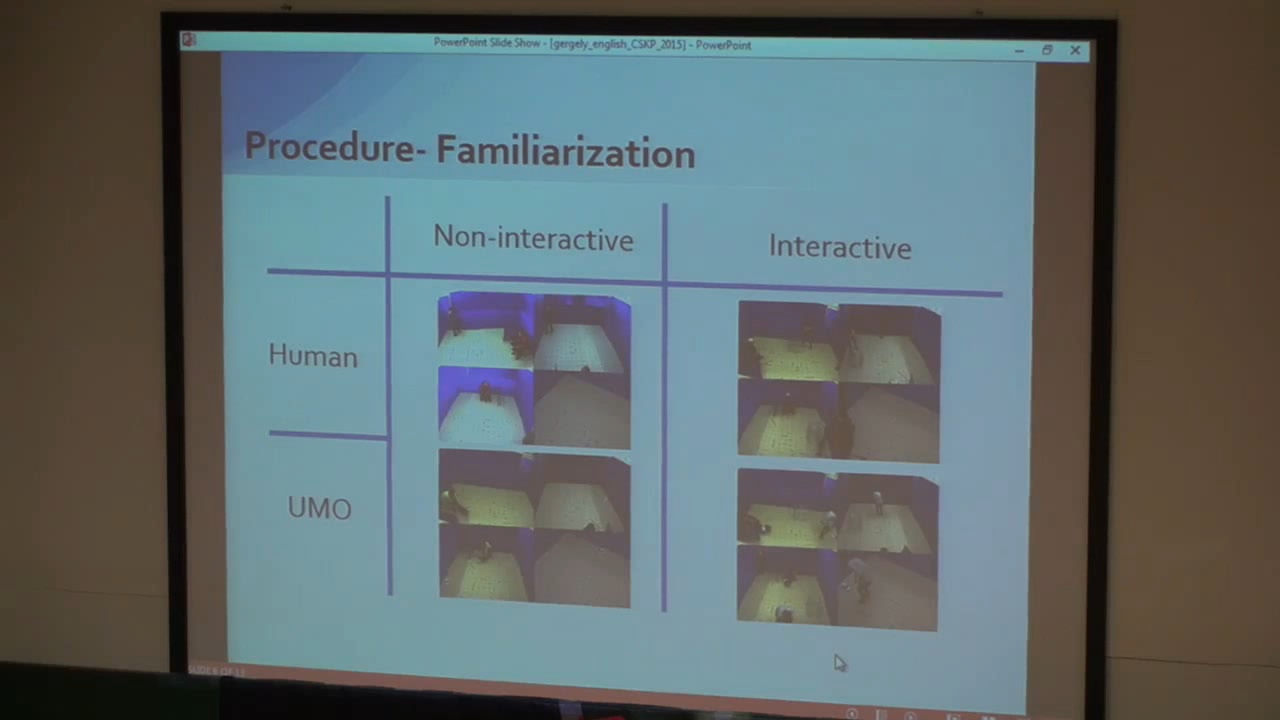 PowerPoint Slide Show - [gergely_english_CSKP_2015] - PowerPoint
Procedure- Familiarization
Non-interactive
Interactive
Human
UMO